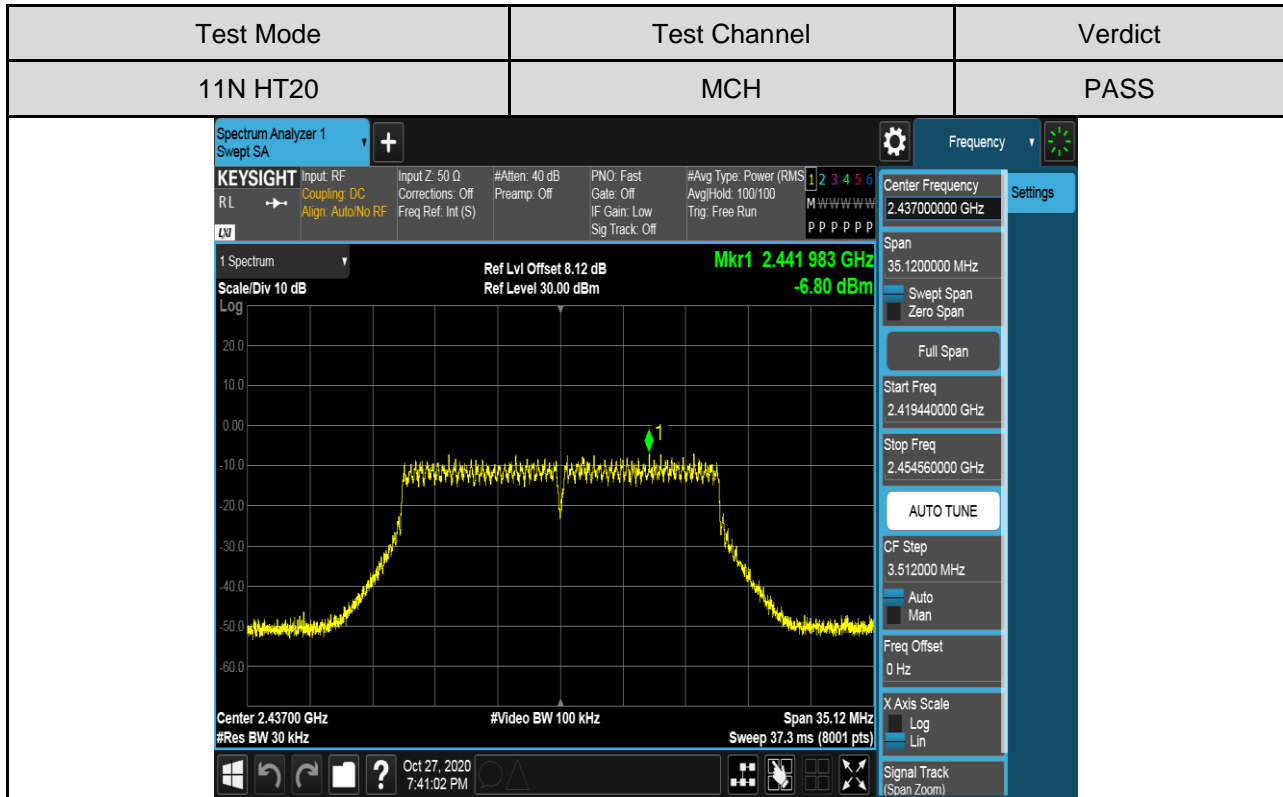 Test Mode Test Channel Verdict
11N HT20 MCH PASS
Spectrum Analyzer 1
Swept SA
Frequency
KEYSIGHT
RL
LXI
Input: RF
Coupling: DC
Align: Auto/No RF
Input Z: 50 Ω
Corrections: Off
Freq Ref: Int (S)
#Atten: 40 dB
Preamp: Off
PNO: Fast
Gate: Off
IF Gain: Low
Sig Track: Off
#Avg Type: Power (RMS
Avg|Hold: 100/100
Trig: Free Run
1 2 3 4 5 6
M W W W W W
P P P P P P
1 Spectrum
Scale/Div 10 dB
Ref Lvl Offset 8.12 dB
Ref Level 30.00 dBm
Mkr1 2.441 983 GHz
-6.80 dBm
Log
20.0
10.0
0.00
-10.0
-20.0
-30.0
-40.0
-50.0
-60.0
1
Center 2.43700 GHz
#Res BW 30 kHz
#Video BW 100 kHz
Span 35.12 MHz
Sweep 37.3 ms (8001 pts)
Oct 27, 2020
7:41:02 PM
Center Frequency
2.437000000 GHz
Settings
Span
35.1200000 MHz
Swept Span
Zero Span
Full Span
Start Freq
2.419440000 GHz
Stop Freq
2.454560000 GHz
AUTO TUNE
CF Step
3.512000 MHz
Auto
Man
Freq Offset
0 Hz
X Axis Scale
Log
Lin
Signal Track
(Span Zoom)